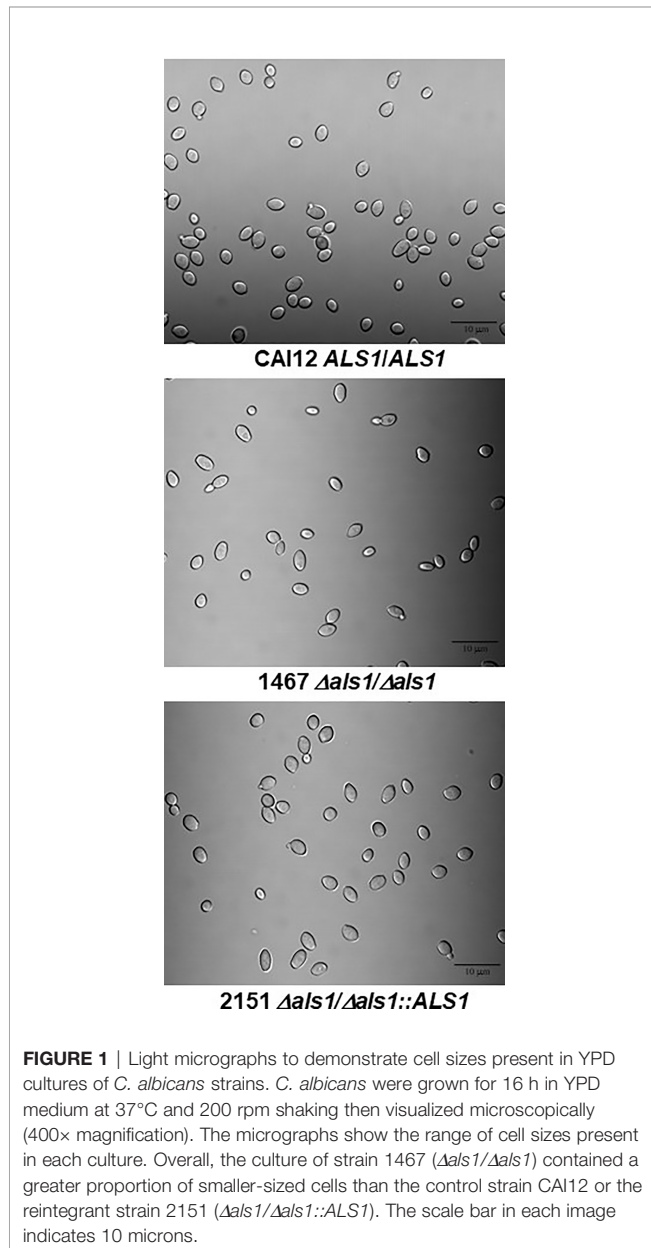 10 µm
CAI12 ALS1/ALS1
10 µm
1467 Δals1/Δals1
10 µm
2151 Δals1/Δals1::ALS1
FIGURE 1 | Light micrographs to demonstrate cell sizes present in YPD
cultures of C. albicans strains. C. albicans were grown for 16 h in YPD
medium at 37°C and 200 rpm shaking then visualized microscopically
(400× magnification). The micrographs show the range of cell sizes present
in each culture. Overall, the culture of strain 1467 (Δals1/Δals1) contained a
greater proportion of smaller-sized cells than the control strain CAI12 or the
reintegrant strain 2151 (Δals1/Δals1::ALS1). The scale bar in each image
indicates 10 microns.